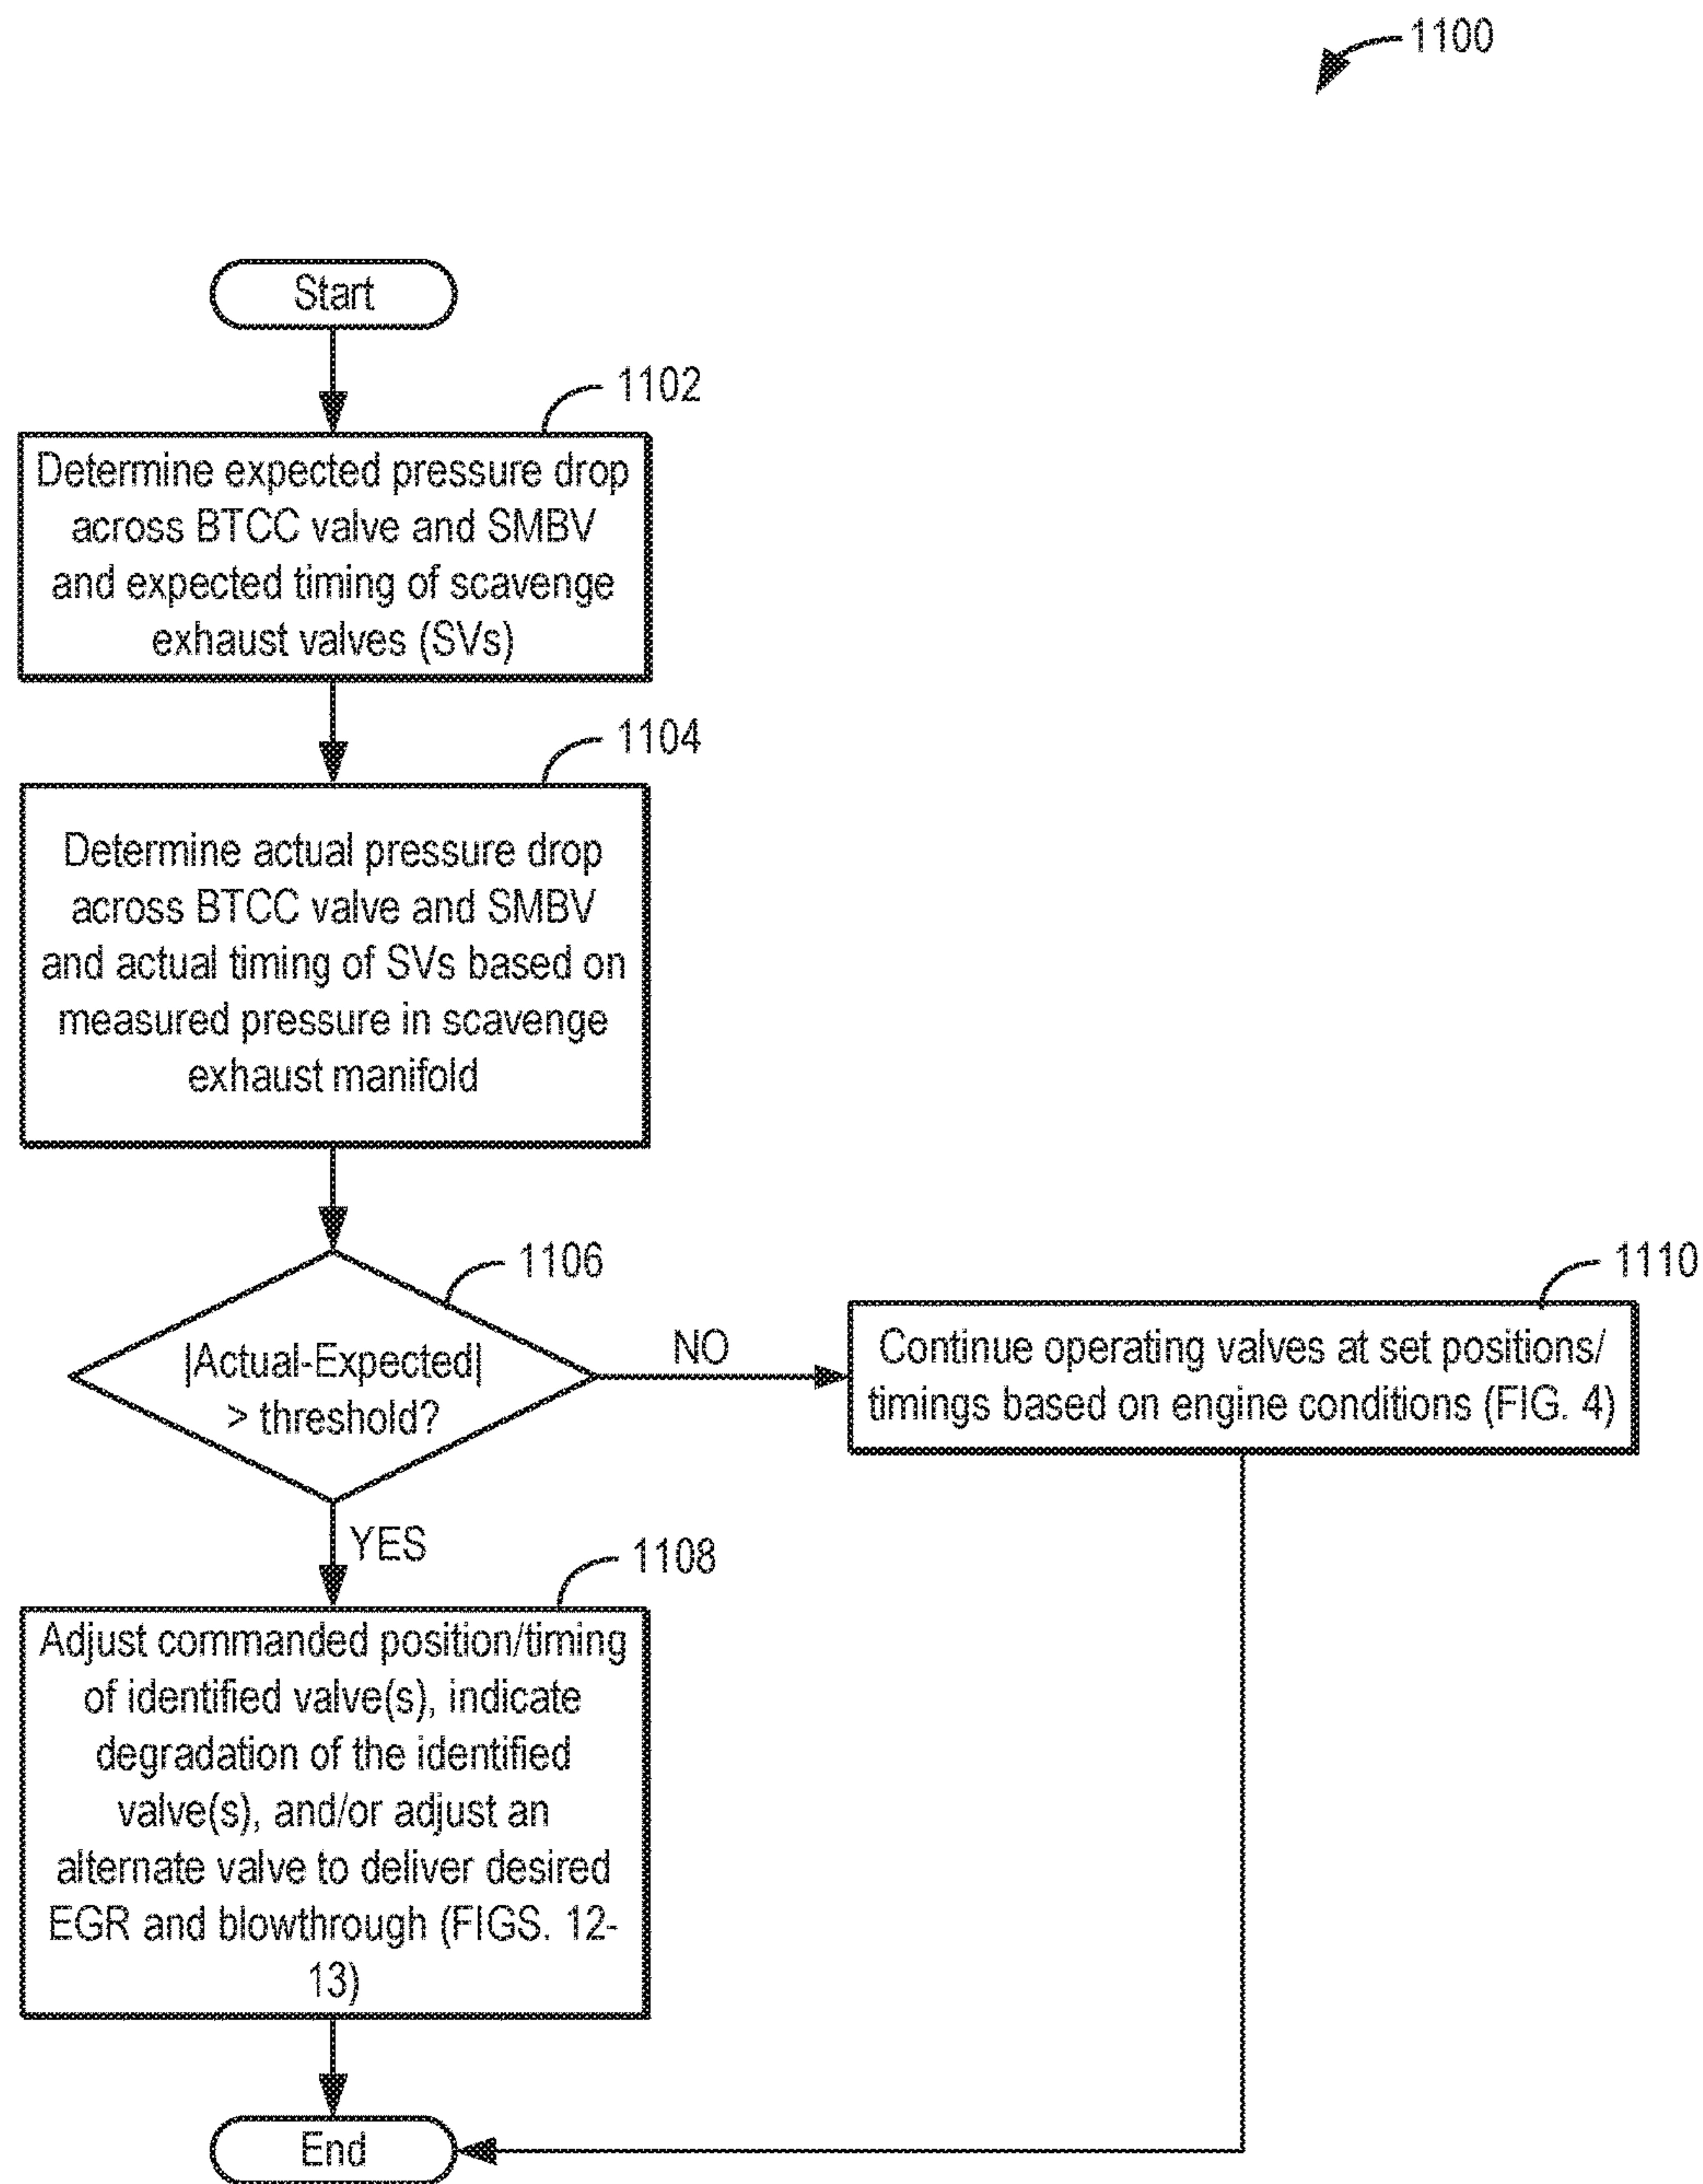 1100
Start
1102
Determine expected pressure drop
across BTCC valve and SMBV
and expected timing of scavenge
exhaust valves (SVs)
1104
Determine actual pressure drop
across BTCC valve and SMBV
and actual timing of SVs based on
measured pressure in scavenge
exhaust manifold
1106
|Actual-Expected|
> threshold?
NO
1110
Continue operating valves at set positions/
timings based on engine conditions (FIG. 4)
YES
1108
Adjust commanded position/timing
of identified valve(s), indicate
degradation of the identified
valve(s), and/or adjust an
alternate valve to deliver desired
EGR and blowthrough (FIGS. 12-
13)
End